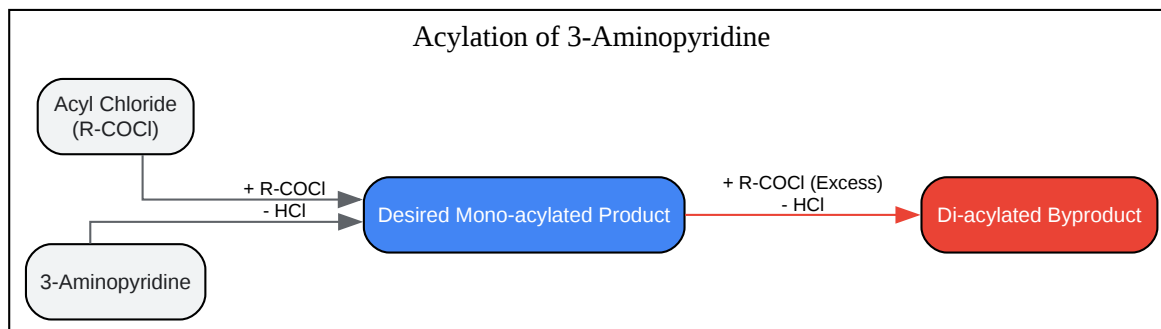 Acylation of 3-Aminopyridine
Acyl Chloride
(R-COCl)
+ R-COCl
- HCl
3-Aminopyridine
Desired Mono-acylated Product
+ R-COCl (Excess)
- HCl
Di-acylated Byproduct